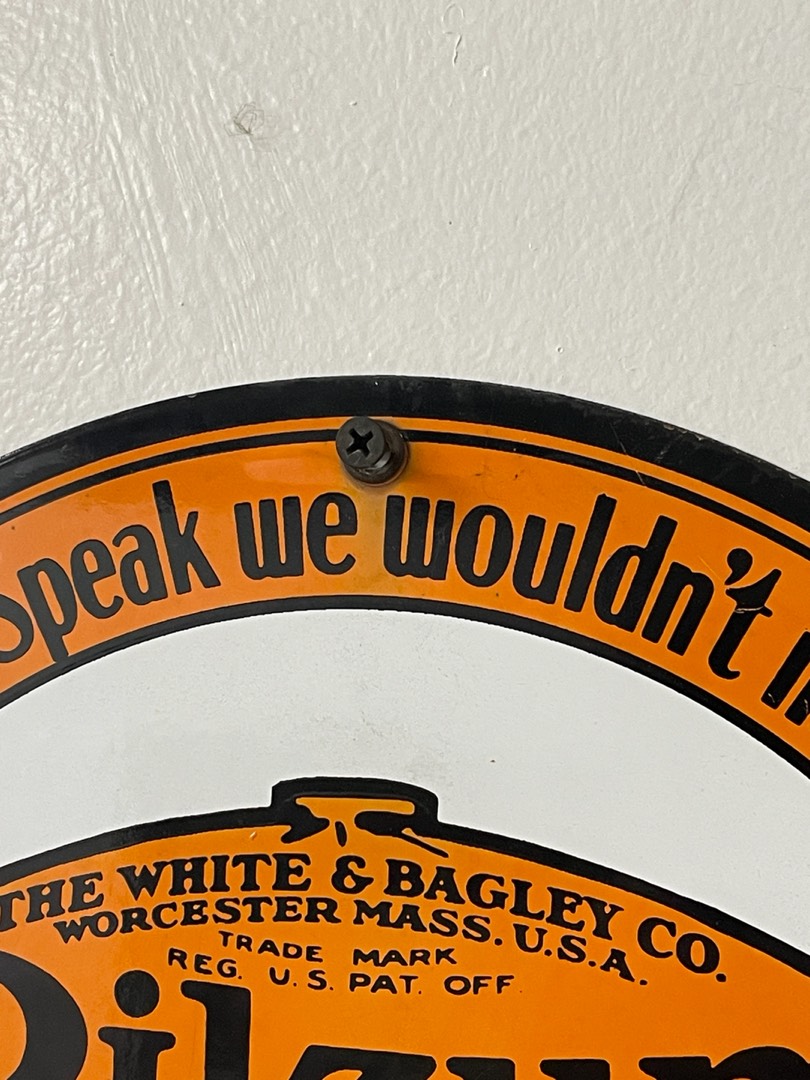 speak we wouldn't
THE WHITE & BAGLEY CO.
WORCESTER MASS. U.S.A.
TRADE MARK
REG. U.S. PAT. OFF.